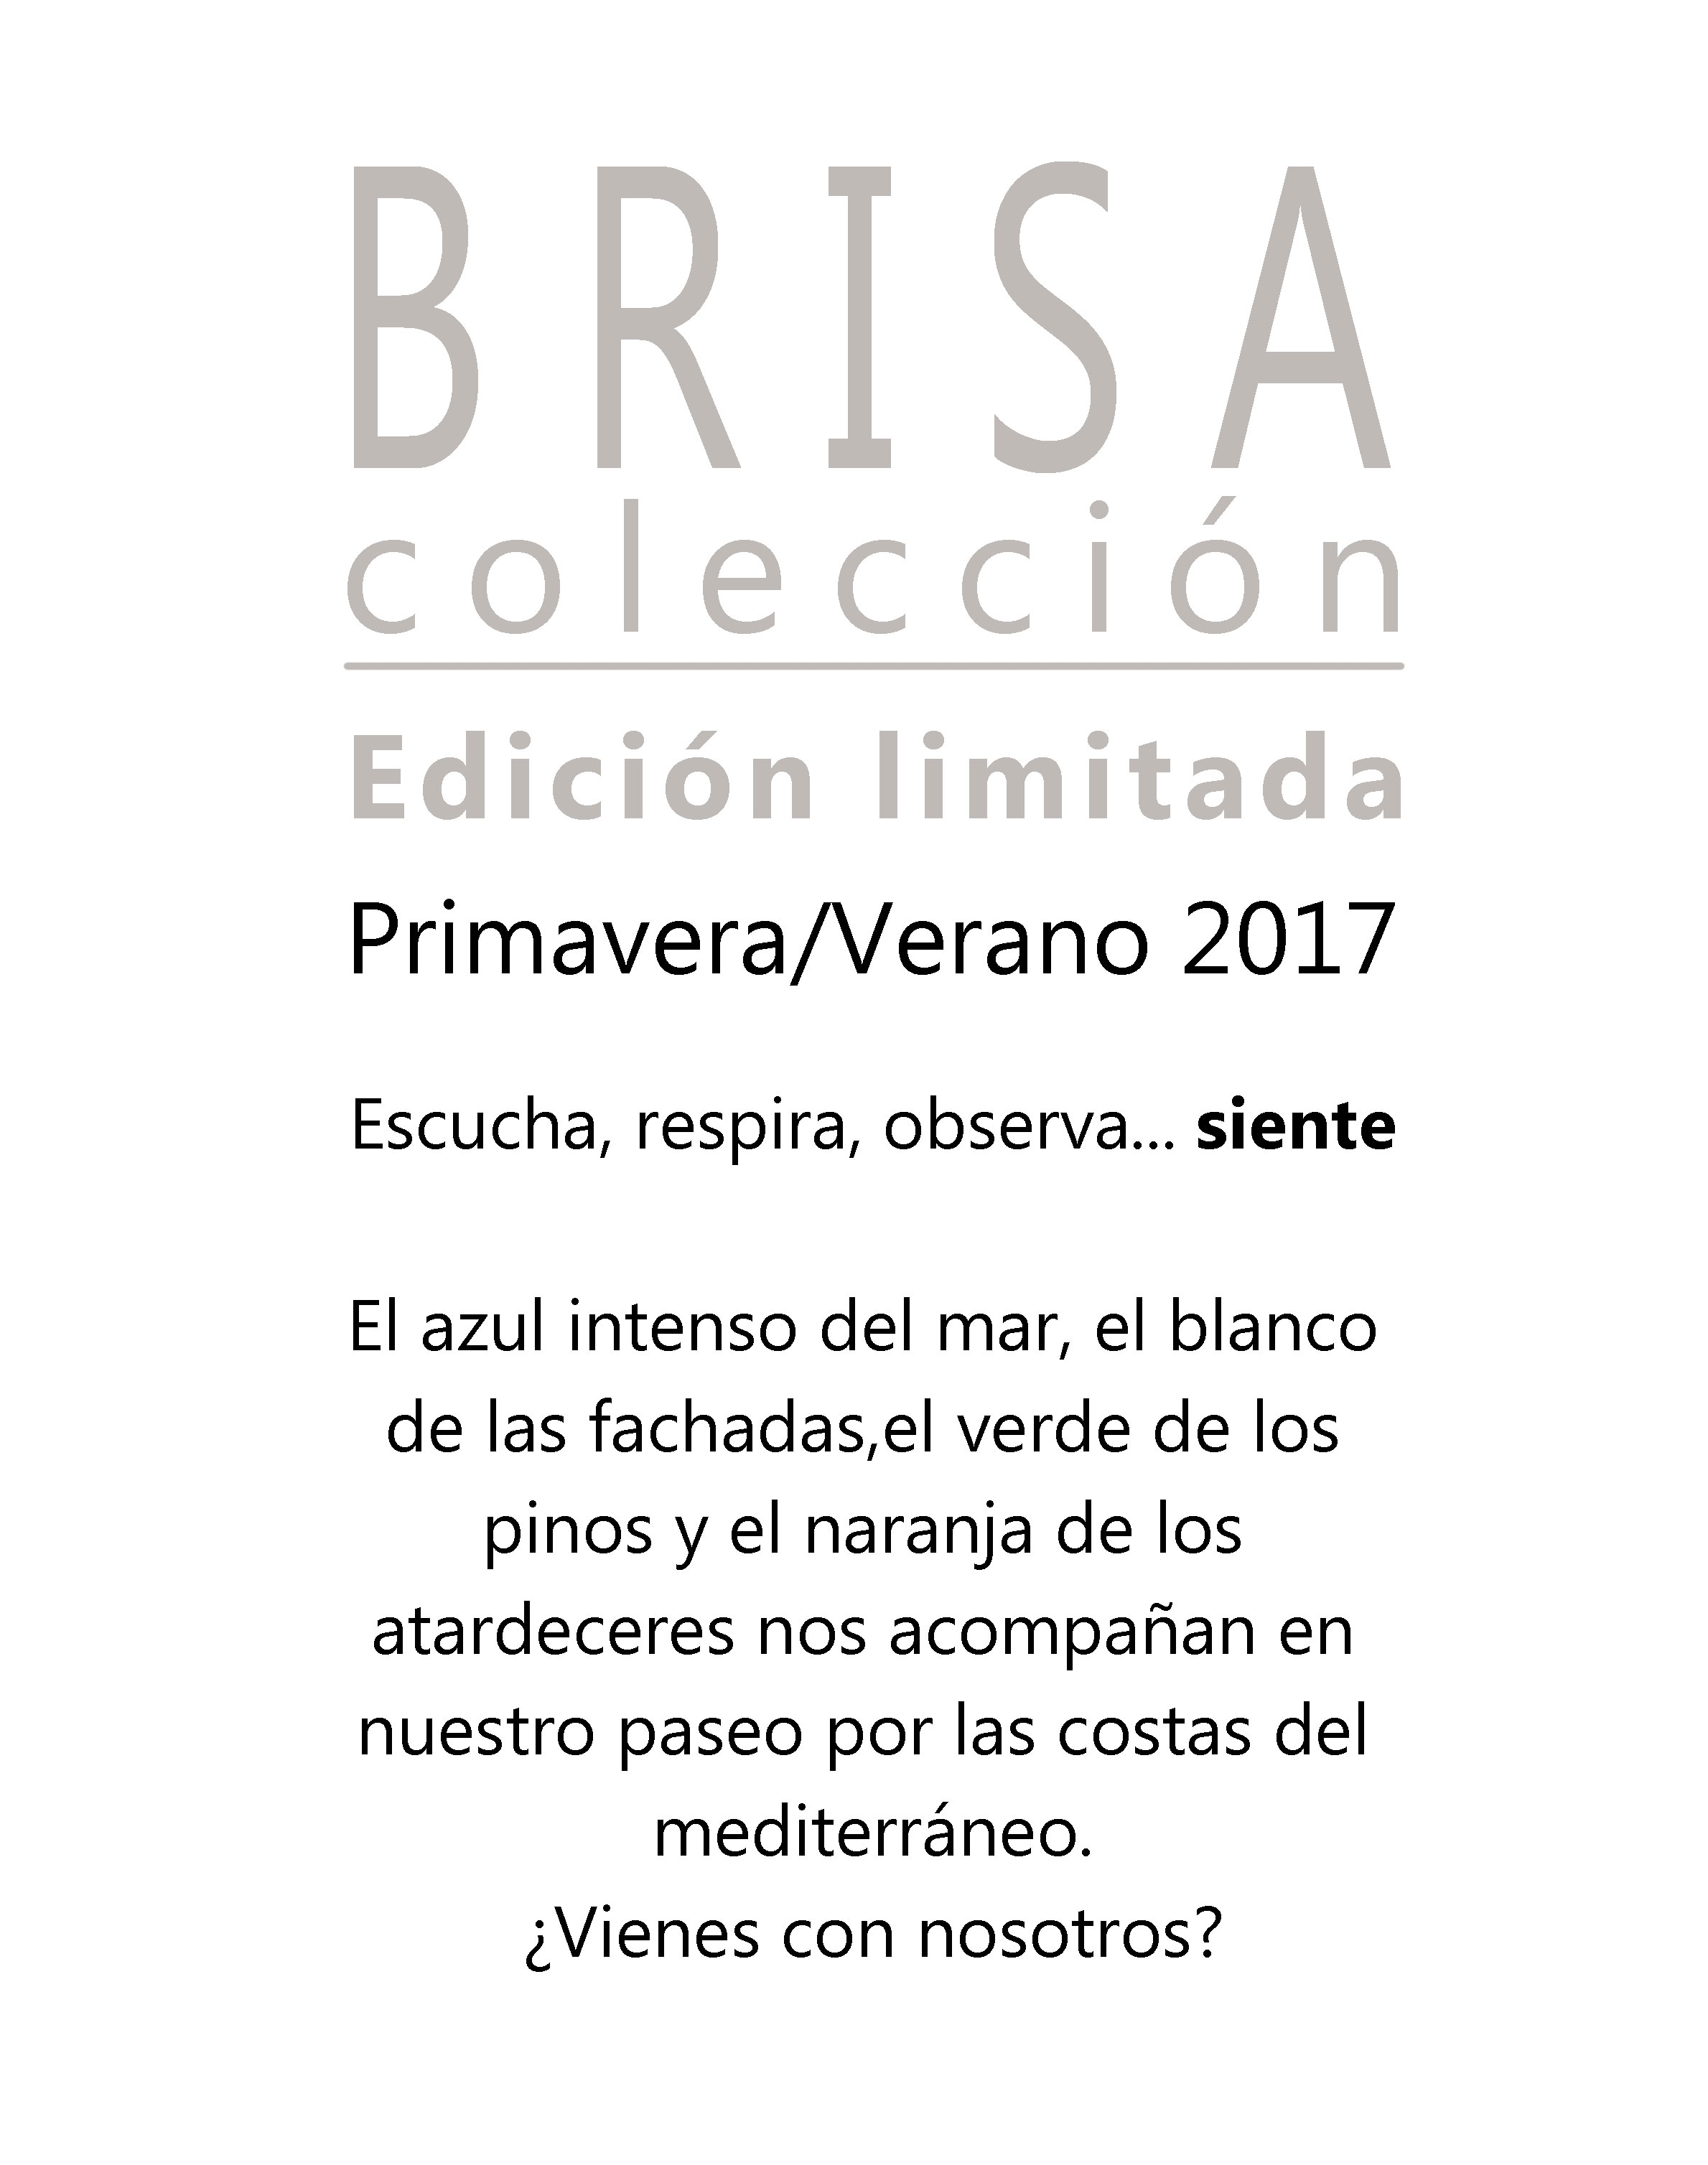 BRISA
colección
Edición limitada
Primavera/Verano 2017
Escucha, respira, observa... siente
El azul intenso del mar, el blanco
de las fachadas,el verde de los
pinos y el naranja de los
atardeceres nos acompañan en
nuestro paseo por las costas del
mediterráneo.
¿Vienes con nosotros?